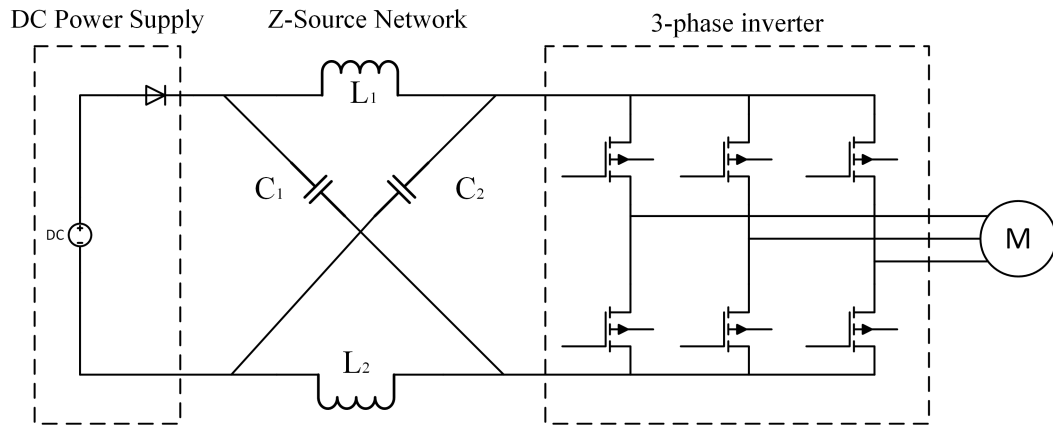 DC Power Supply
Z-Source Network
3-phase inverter
L1
C1
C2
DC
M
L2